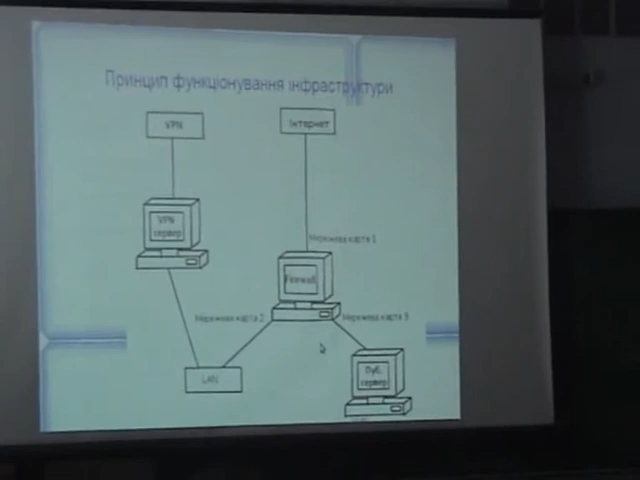 Принцип функціонування інфраструктури
VPN
Інтернет
VPN
сервер
Мережева карта 1
Firewall
Мережева карта 2
Мережева карта 3
LAN
Пуб.
сервер